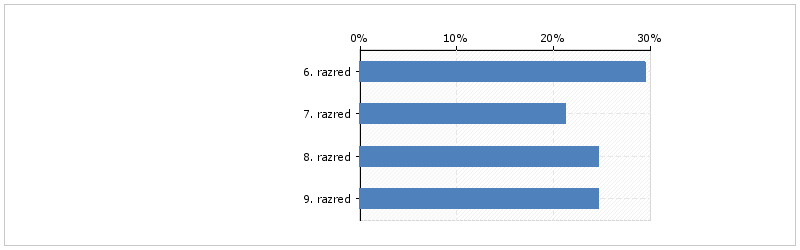 0% 10% 20% 30%
6. razred
7. razred
8. razred
9. razred